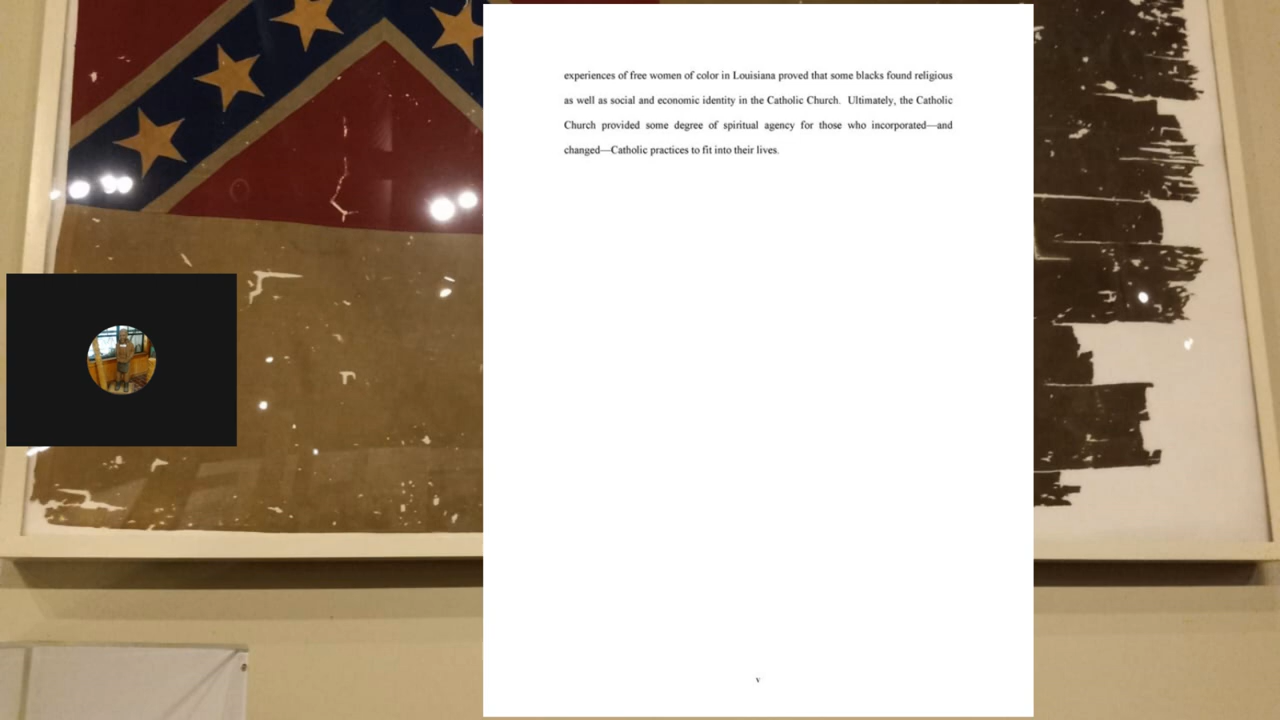 experiences of free women of color in Louisiana proved that some blacks found religious
as well as social and economic identity in the Catholic Church.  Ultimately, the Catholic
Church provided some degree of spiritual agency for those who incorporated—and
changed—Catholic practices to fit into their lives.
v